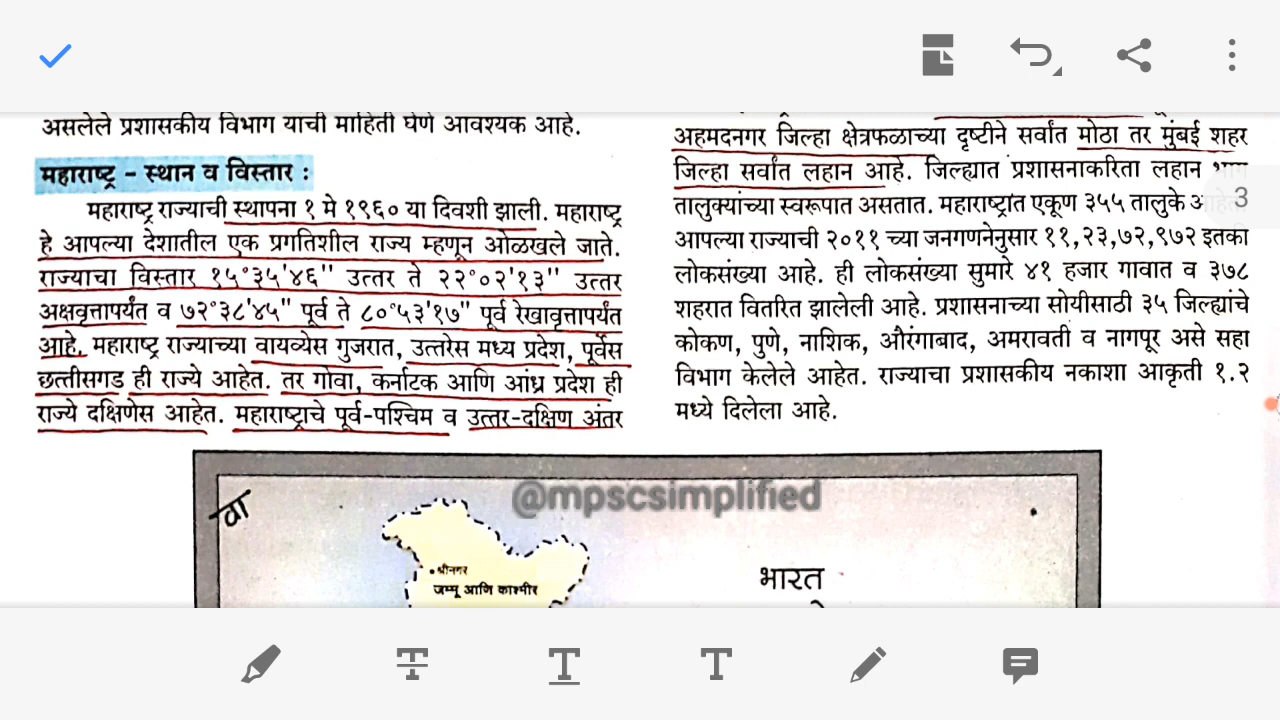 असलेले प्रशासकीय विभाग यांची माहिती घेणे आवश्यक आहे.
महाराष्ट्र – स्थान व विस्तार :
महाराष्ट्र राज्याची स्थापना १ मे १९६० या दिवशी झाली. महाराष्ट्र
हे आपल्या देशातील एक प्रगतिशील राज्य म्हणून ओळखले जाते.
राज्याचा विस्तार १५°३५'४६" उत्तर ते २२°०२'१३" उत्तर
अक्षवृत्तापर्यंत व ७२°३८'४५" पूर्व ते ८०°५३'१७" पूर्व रेखावृत्तापर्यंत
आहे. महाराष्ट्र राज्याच्या वायव्येस गुजरात, उत्तरेस मध्य प्रदेश, पूर्वेस
छत्तीसगड ही राज्ये आहेत. तर गोवा, कर्नाटक आणि आंध्र प्रदेश ही
राज्ये दक्षिणेस आहेत. महाराष्ट्राचे पूर्व-पश्चिम व उत्तर-दक्षिण अंतर
अहमदनगर जिल्हा क्षेत्रफळाच्या दृष्टीने सर्वांत मोठा तर मुंबई शहर
जिल्हा सर्वांत लहान आहे. जिल्ह्यात प्रशासनाकरिता लहान भाग
तालुक्यांच्या स्वरूपात असतात. महाराष्ट्रात एकूण ३५५ तालुके आहेत.
आपल्या राज्याची २०११ च्या जनगणनेनुसार ११,२३,७२,९७२ इतकी
लोकसंख्या आहे. ही लोकसंख्या सुमारे ४१ हजार गावात व ३७८
शहरात वितरित झालेली आहे. प्रशासनाच्या सोयीसाठी ३५ जिल्ह्यांचे
कोकण, पुणे, नाशिक, औरंगाबाद, अमरावती व नागपूर असे सहा
विभाग केलेले आहेत. राज्याचा प्रशासकीय नकाशा आकृती १.२
मध्ये दिलेला आहे.
3
@mpscsimplified
वा
श्रीनगर
जम्मू आणि काश्मीर
भारत